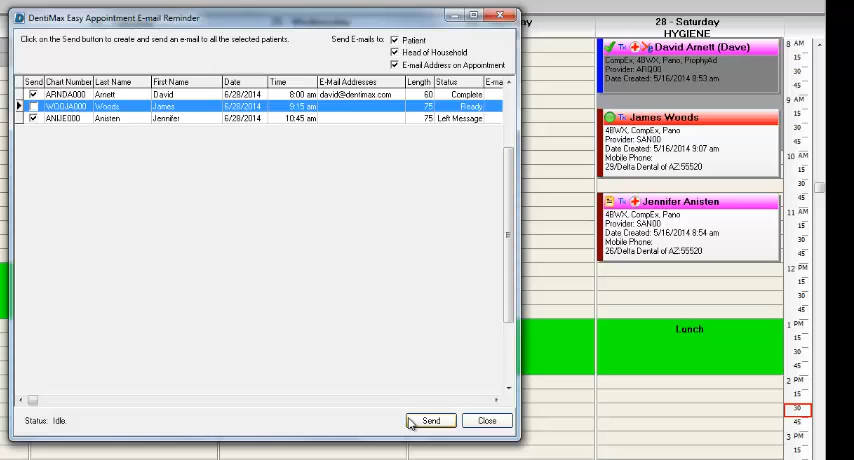 DentiMax Easy Appointment E-mail Reminder
Click on the Send button to create and send an e-mail to all the selected patients.
Send E-mails to:
Patient
Head of Household
E-mail Address on Appointment
Send Chart Number Last Name First Name Date Time E-Mail Addresses Length Status E-ma
ARNDA000 Arnett David 6/28/2014 8:00 am david@dentimax.com 60 Complete
WOOJA000 Woods James 6/28/2014 9:15 am 75 Ready
ANIJE000 Anisten Jennifer 6/28/2014 10:45 am 75 Left Message
Status: Idle.
Send
Close
28 - Saturday
HYGIENE
David Arnett (Dave)
CompEx, 4BWX, Pano, ProphyAd
Provider: ARQ00
Date Created: 5/16/2014 8:53 am
Tx James Woods
4BWX, CompEx, Pano
Provider: SAN00
Date Created: 5/16/2014 9:07 am
Mobile Phone:
29/Delta Dental of AZ:55520
Tx Jennifer Anisten
4BWX, CompEx, Pano
Provider: SAN00
Date Created: 5/16/2014 8:54 am
26/Delta Dental of AZ:55520
Lunch
8 AM
15
30
45
9 AM
15
30
45
10 AM
15
30
45
11 AM
15
30
45
12 PM
15
30
45
1 PM
15
30
45
2 PM
15
30
45
3 PM